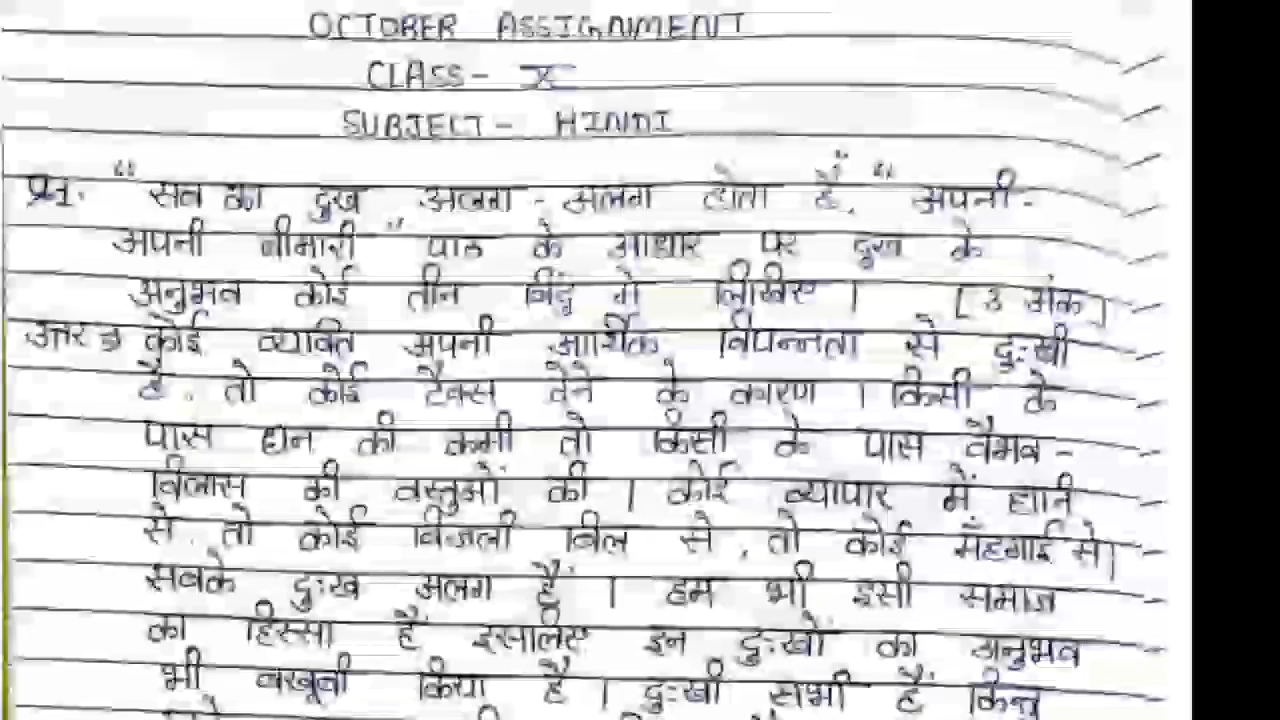 OCTOBER ASSIGNMENT
CLASS- X
SUBJECT- HINDI
प्र1. "सब का दुख अलग - अलग होता है." "अपनी -
अपनी बीमारी" पाठ के आधार पर दुख के
अनुभव कोई तीन बिंदु लिखिए । [3 अंक]
उत्तर कोई व्यक्ति अपनी आर्थिक विपन्नता से दुःखी
है, तो कोई टैक्स देने के कारण । किसी के
पास धन की कमी तो किसी के पास वैभव -
विलास की वस्तुओं की । कोई व्यापार में हानि
से, तो कोई बिजली बिल से, तो कोई मँहगाई से।
सबके दुःख अलग हैं । हम भी इसी समाज
का हिस्सा हैं इसलिए इन दुःखों का अनुभव
भी बखूबी किया है । दुःखी सभी हैं किन्तु